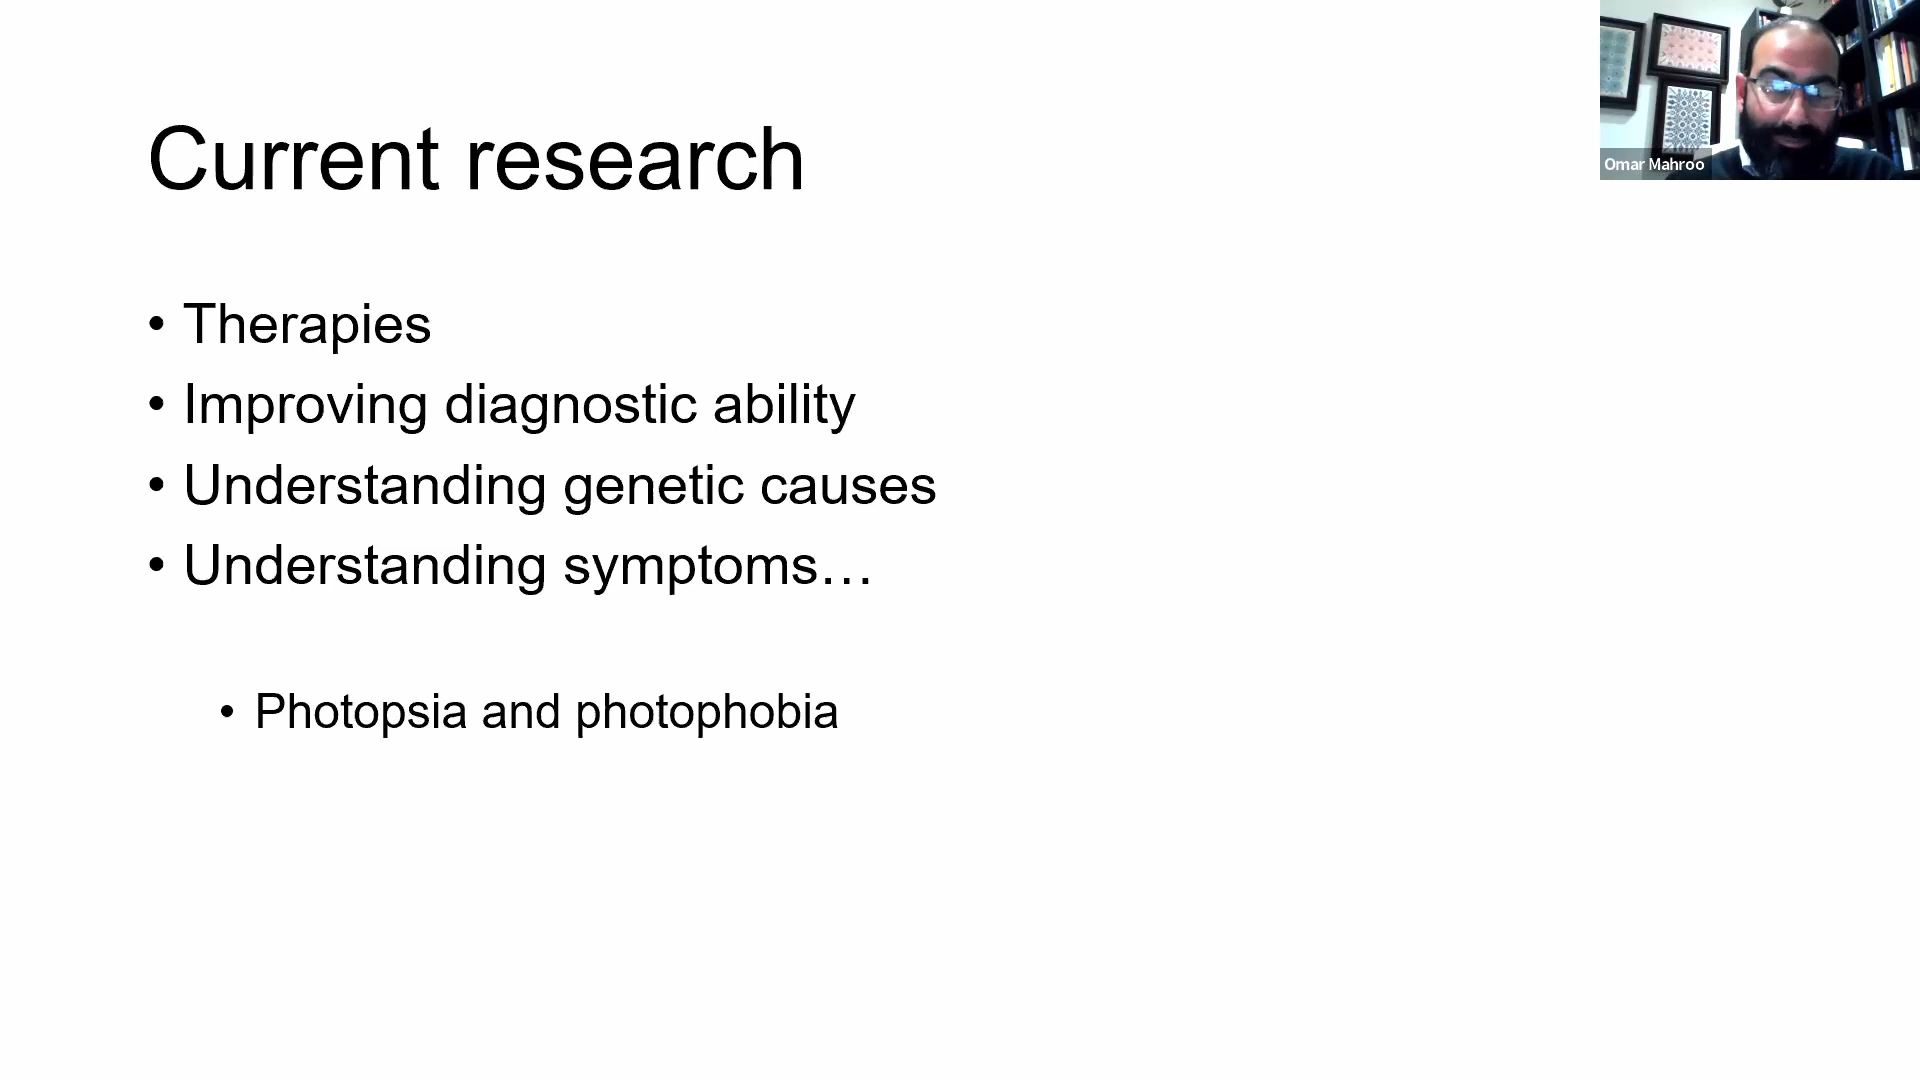 Current research
• Therapies
• Improving diagnostic ability
• Understanding genetic causes
• Understanding symptoms…
• Photopsia and photophobia
Omar Mahroo